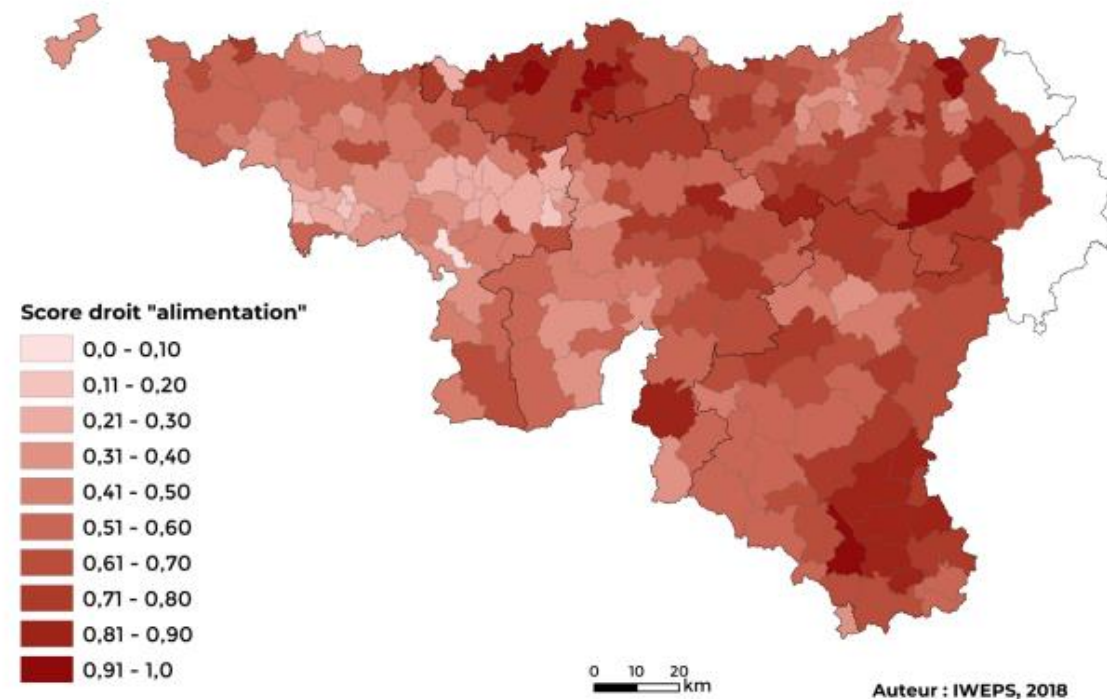 Score droit "alimentation"
0,0 - 0,10
0,11 - 0,20
0,21 - 0,30
0,31 - 0,40
0,41 - 0,50
0,51 - 0,60
0,61 - 0,70
0,71 - 0,80
0,81 - 0,90
0,91 - 1,0
0 10 20
km
Auteur : IWEPS, 2018